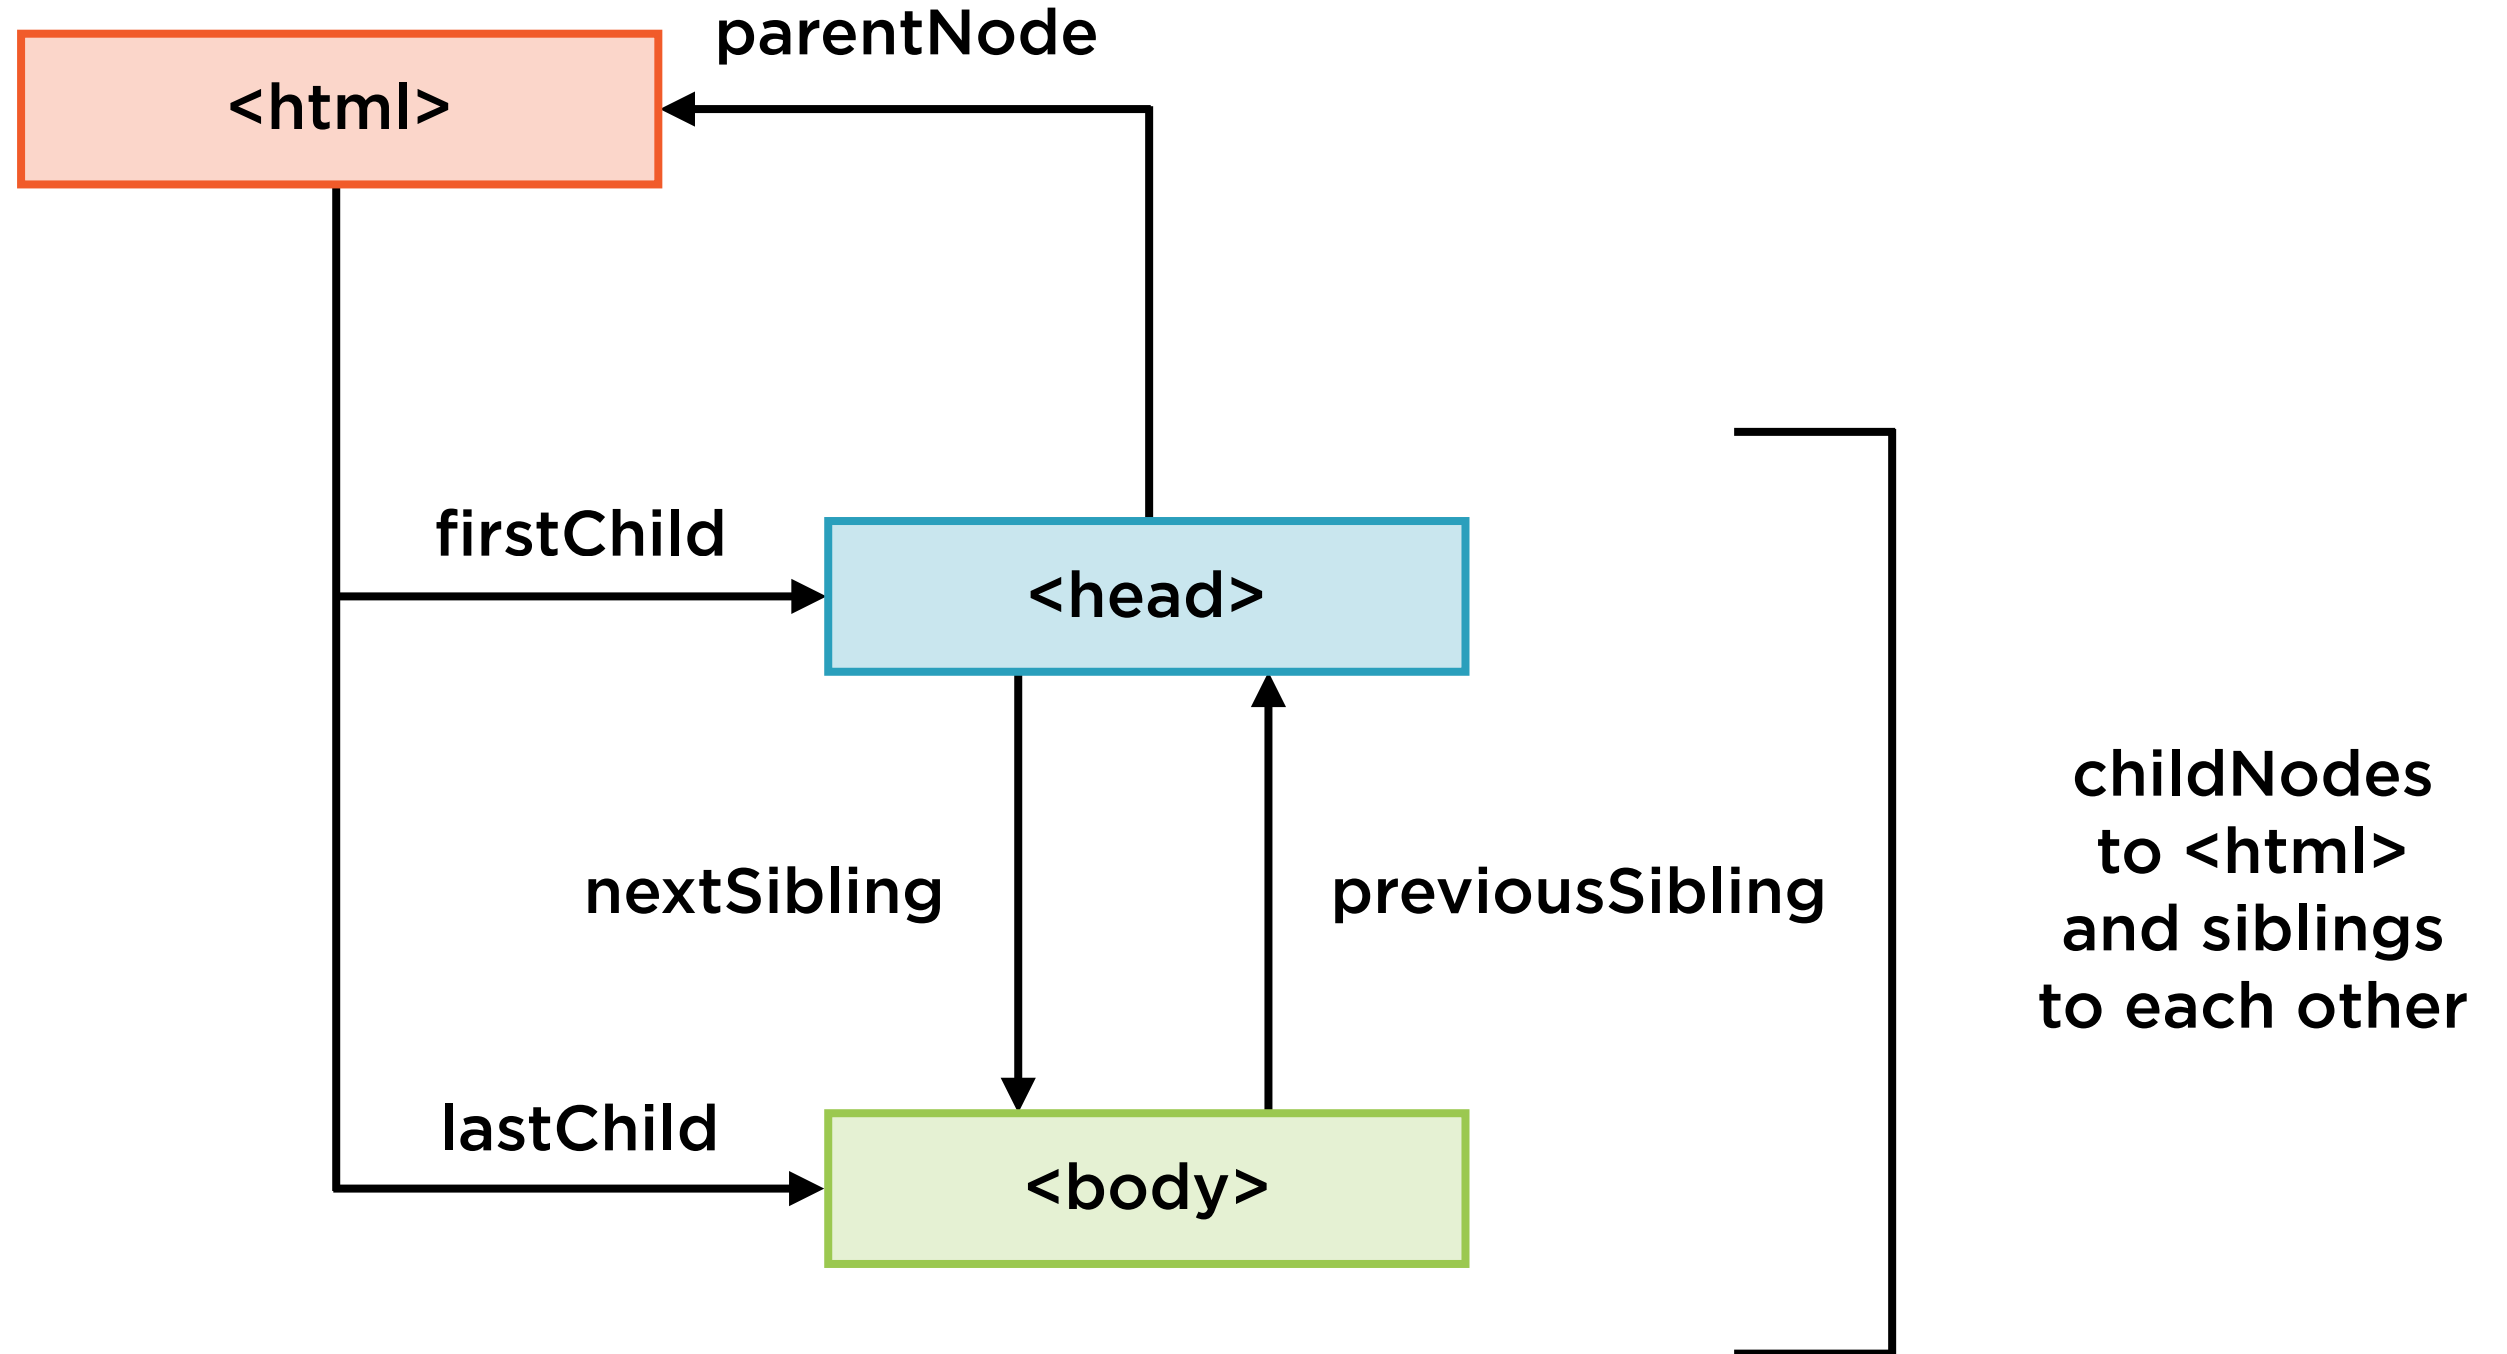 parentNode
<html>
firstChild
<head>
childNodes
to <html>
and siblings
to each other
nextSibling
previousSibling
lastChild
<body>